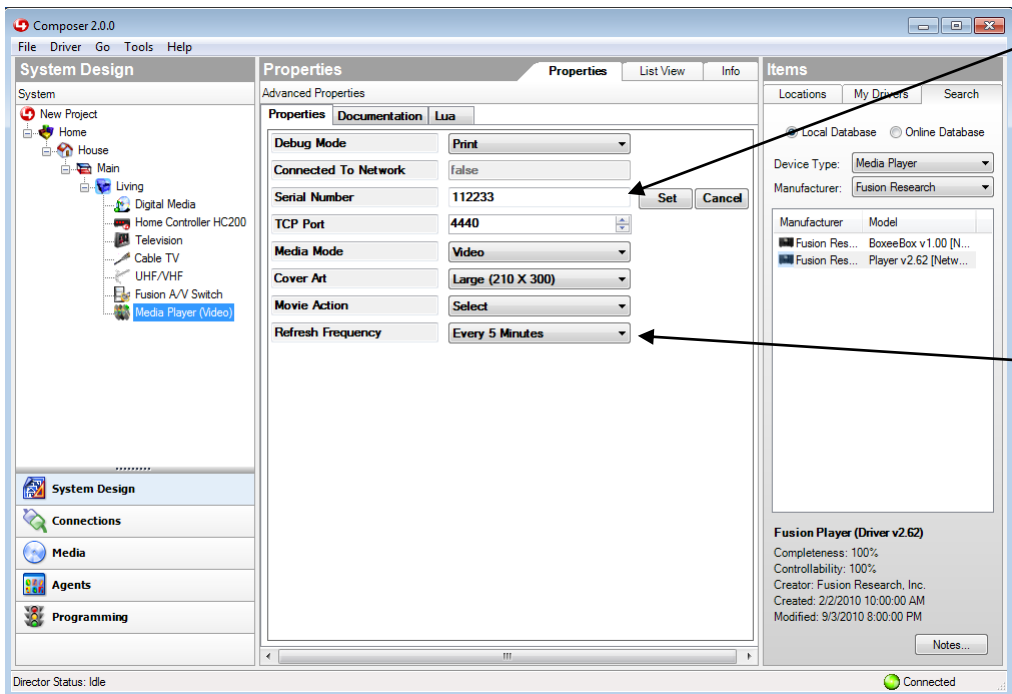 Composer 2.0.0
File Driver Go Tools Help
System Design
System
New Project
Home
House
Main
Living
Digital Media
Home Controller HC200
Television
Cable TV
UHF/VHF
Fusion A/V Switch
Media Player (Video)
System Design
Connections
Media
Agents
Programming
Properties
Properties List View Info
Advanced Properties
Properties Documentation Lua
Debug Mode Print
Connected To Network false
Serial Number 112233 Set Cancel
TCP Port 4440
Media Mode Video
Cover Art Large (210 X 300)
Movie Action Select
Refresh Frequency Every 5 Minutes
Items
Locations My Drivers Search
Local Database Online Database
Device Type: Media Player
Manufacturer: Fusion Research
Manufacturer Model
Fusion Res... BoxeeBox v1.00 [N...
Fusion Res... Player v2.62 [Netw...
Fusion Player (Driver v2.62)
Completeness: 100%
Controllability: 100%
Creator: Fusion Research, Inc.
Created: 2/2/2010 10:00:00 AM
Modified: 9/3/2010 8:00:00 PM
Notes...
Director Status: Idle
Connected